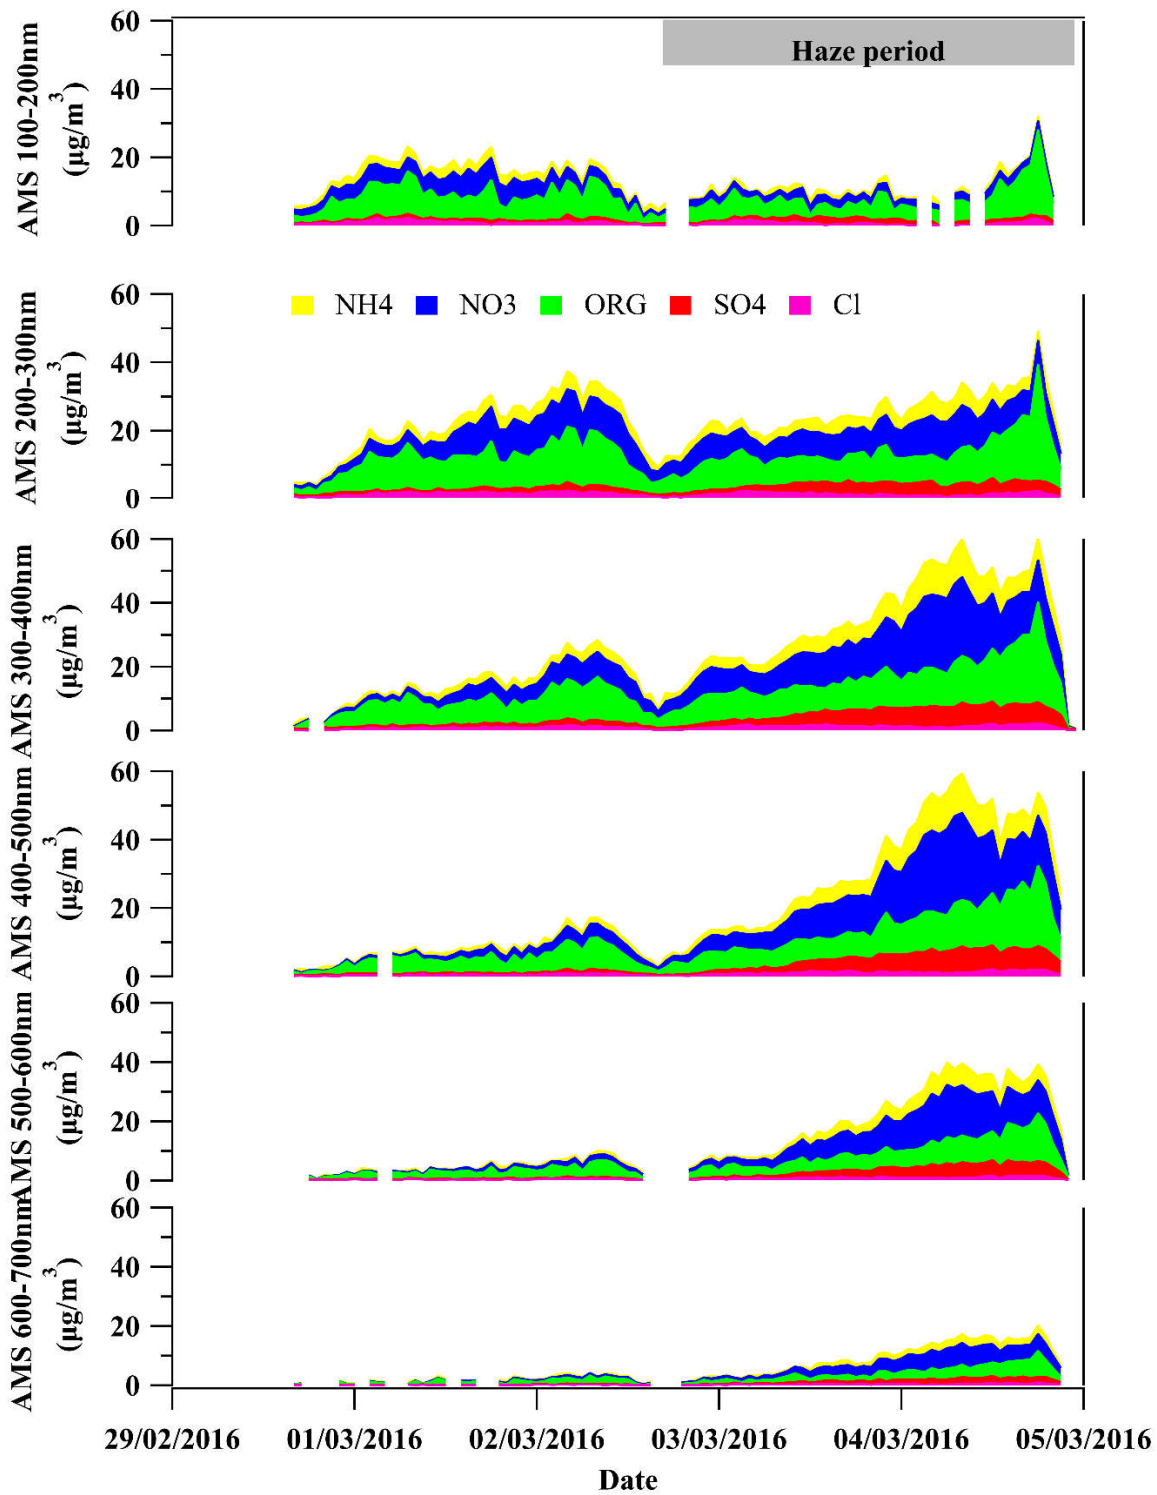 60
40
20
0
AMS 100-200nm
(μg/m³)
Haze period
60
40
20
0
AMS 200-300nm
(μg/m³)
NH4 NO3 ORG SO4 Cl
60
40
20
0
AMS 300-400nm
(μg/m³)
60
40
20
0
AMS 400-500nm
(μg/m³)
60
40
20
0
AMS 500-600nm
(μg/m³)
60
40
20
0
AMS 600-700nm
(μg/m³)
29/02/2016 01/03/2016 02/03/2016 03/03/2016 04/03/2016 05/03/2016
Date